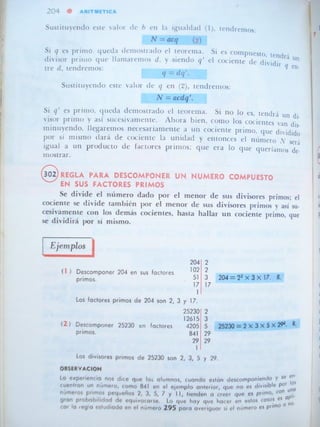 204 ● ARITMETICA
Sustituyendo este valor de b en la igualdad (1), tendremos:
N = acq (2)
Si q es primo, queda demostrado el teorema. Si es compuesto, tendrá un
divisor primo que llamaremos d, y siendo q' el cociente de dividir q en-
tre d, tendremos:
q = dq'.
Sustituyendo este valor de q en (2), tendremos:
N = acdq'.
Si q' es primo, queda demostrado el teorema. Si no lo es, tendrá un di-
visor primo y así sucesivamente. Ahora bien, como los cocientes van dis-
minuyendo, llegaremos necesariamente a un cociente primo, que dividido
por sí mismo dará de cociente la unidad y entonces el número N será
igual a un producto de factores primos; que era lo que queríamos de-
mostrar.
302 REGLA PARA DESCOMPONER UN NUMERO COMPUESTO
EN SUS FACTORES PRIMOS
Se divide el número dado por el menor de sus divisores primos; el
cociente se divide también por el menor de sus divisores primos y así su-
cesivamente con los demás cocientes, hasta hallar un cociente primo, que
se dividirá por sí mismo.
Ejemplos
(1) Descomponer 204 en sus factores
primos.
204 2
102 2
51 3
17 17
1
204 = 2² × 3 × 17. R.
Los factores primos de 204 son 2, 3 y 17.
(2) Descomponer 25230 en factores
primos.
25230 2
12615 3
4205 5
841 29
29 29
1
25230 = 2 × 3 × 5 × 29². R.
Los divisores primos de 25230 son 2, 3, 5 y 29.
OBSERVACION
La experiencia nos dice que los alumnos, cuando están descomponiendo y se en-
cuentran un número, como 841 en el ejemplo anterior, que no es divisible por los
números primos pequeños 2, 3, 5, 7 y 11, tienden a creer que es primo, con una
gran probabilidad de equivocarse. Lo que hay que hacer en estos casos es apli-
car la regla estudiada en el número 295 para averiguar si el número es primo o no.